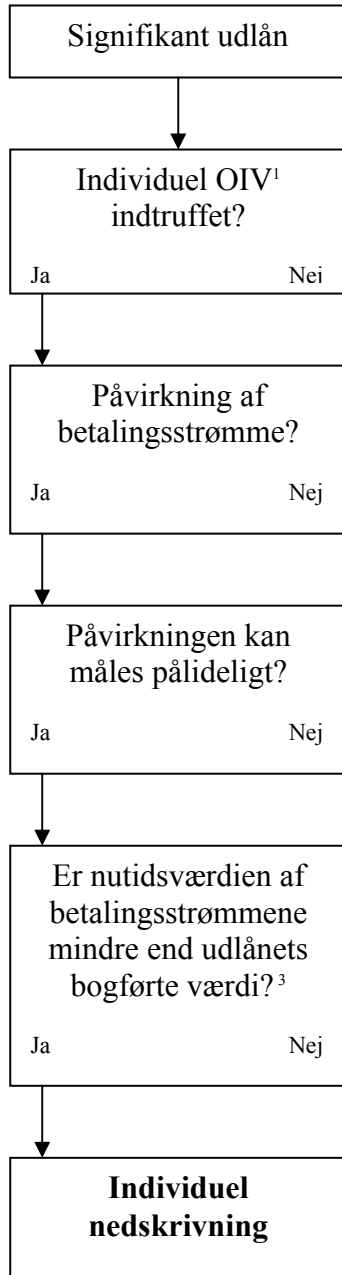 Signifikant udlån
Individuel OIV¹
indtruffet?
Ja Nej
Påvirkning af
betalingsstrømme?
Ja Nej
Påvirkningen kan
måles pålideligt?
Ja Nej
Er nutidsværdien af
betalingsstrømmene
mindre end udlånets
bogførte værdi? ³
Ja Nej
Individuel
nedskrivning